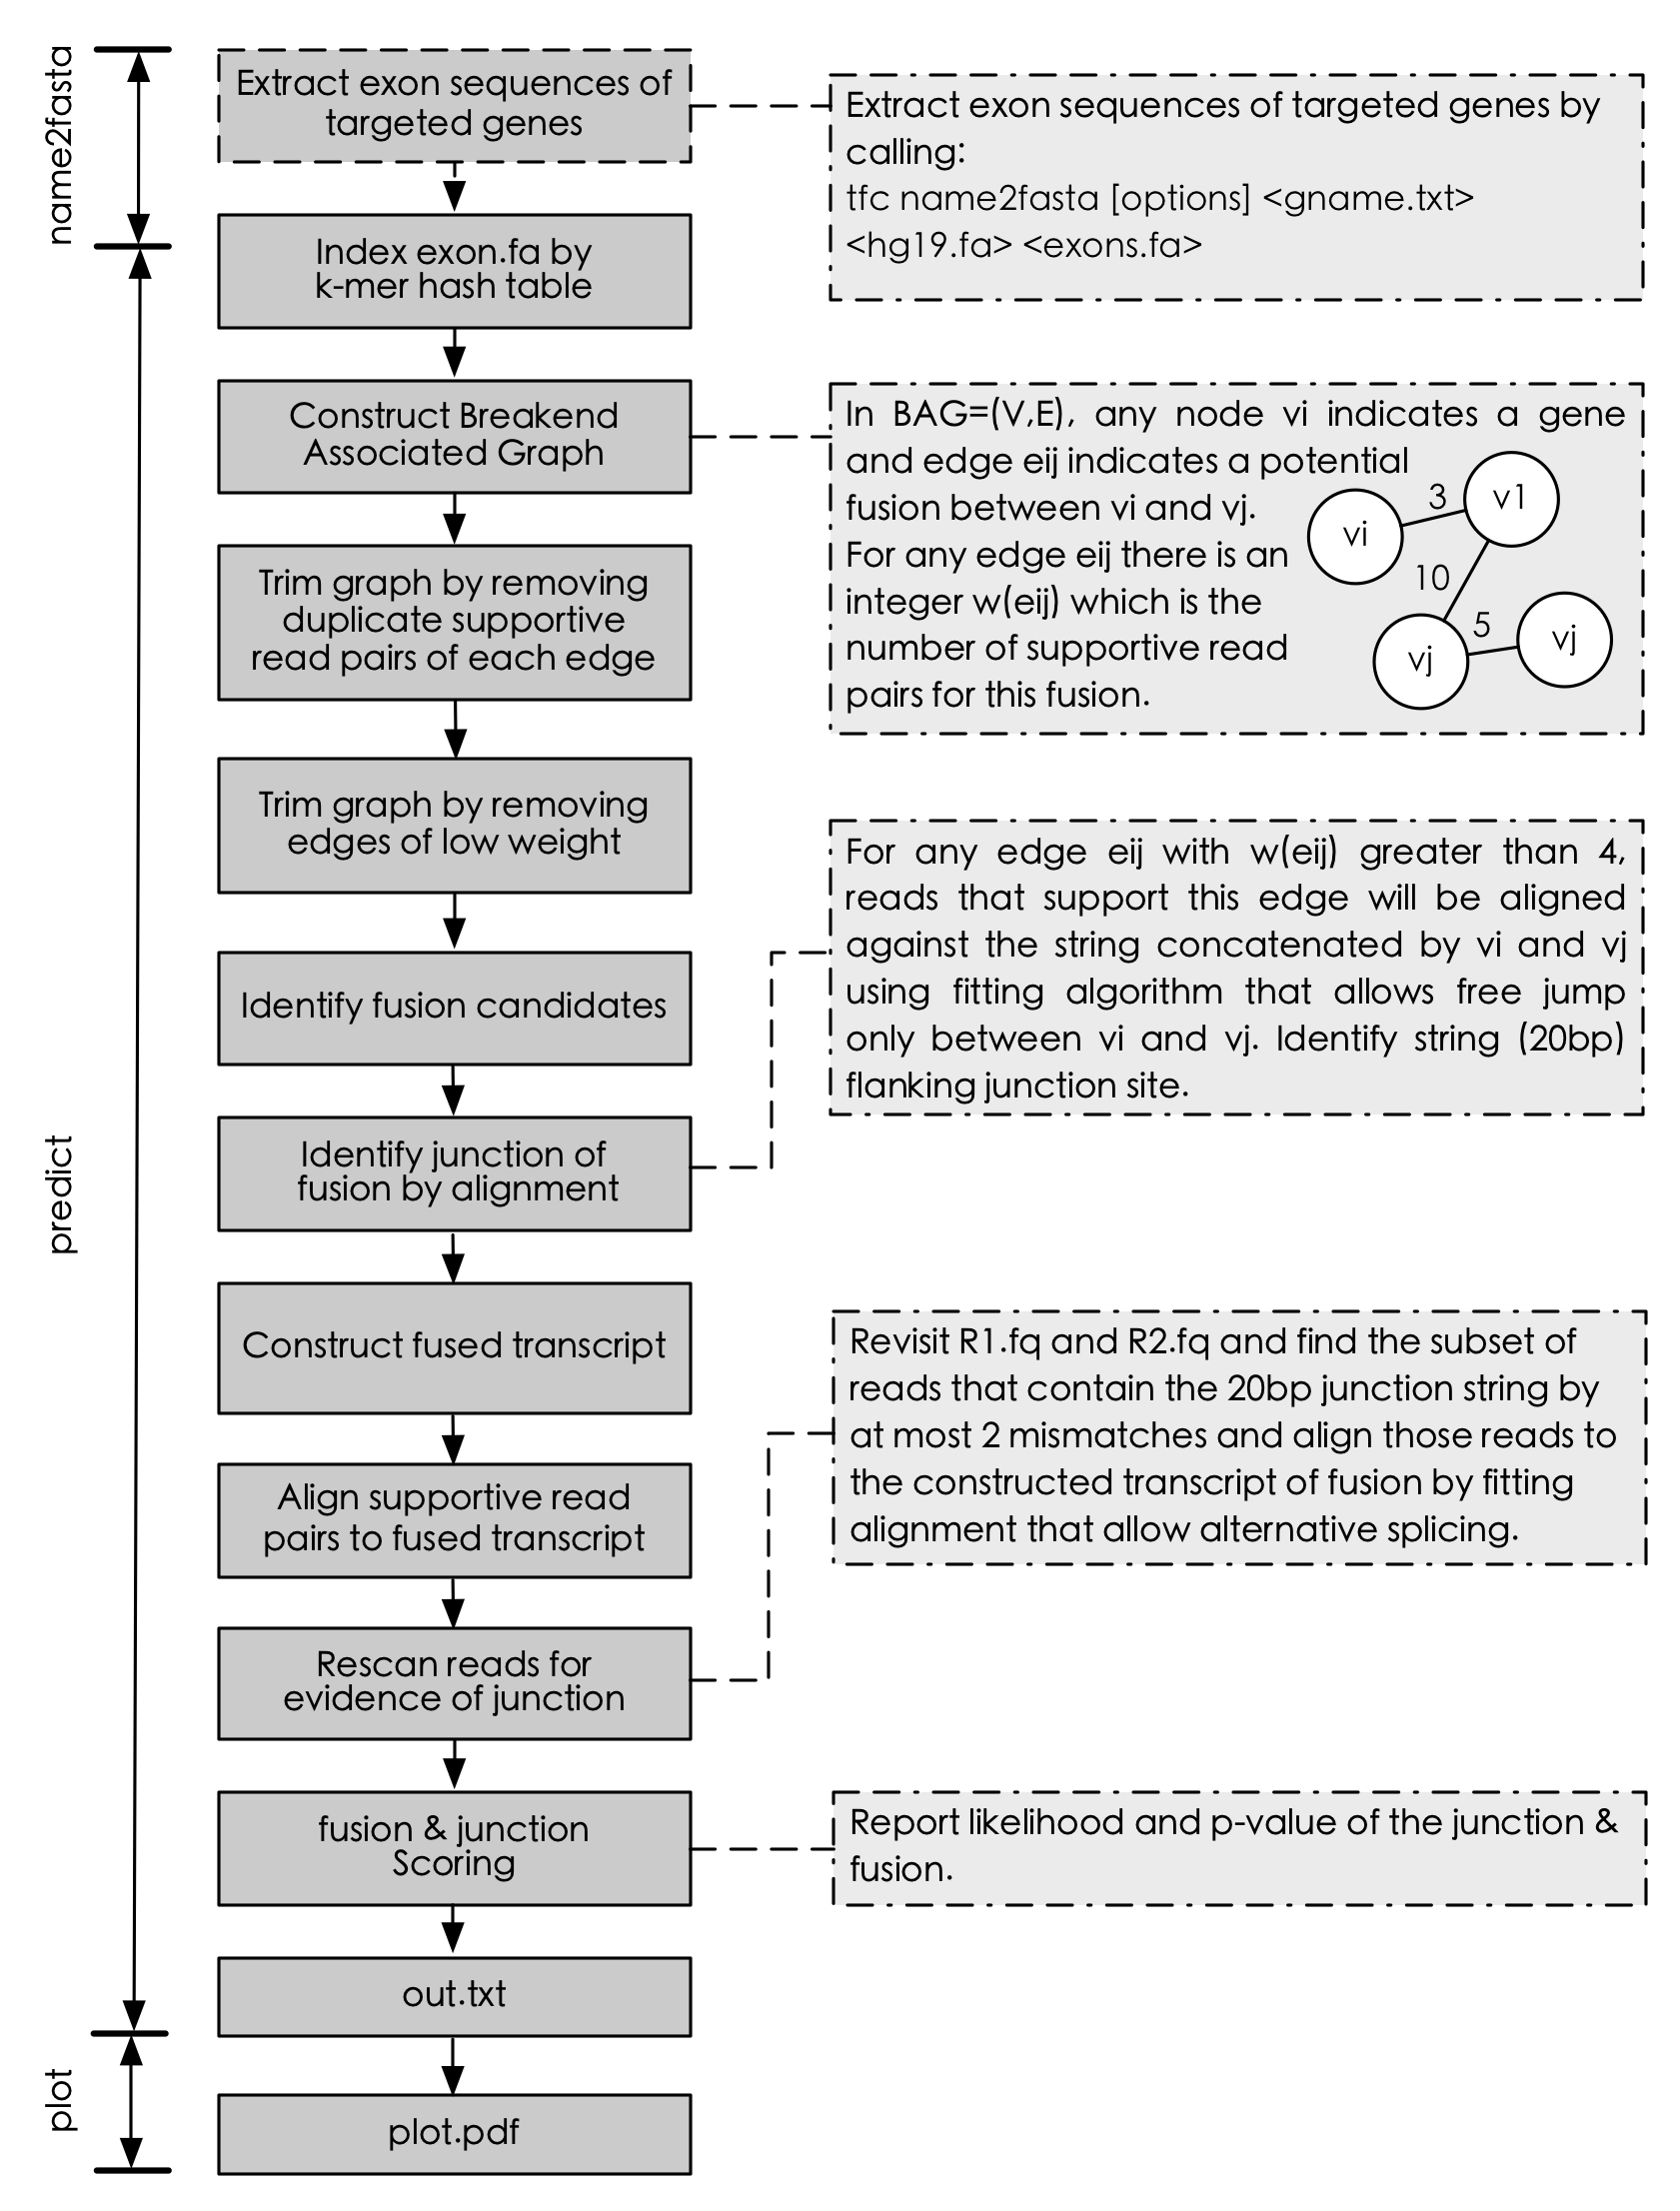 name2fasta
Extract exon sequences of
targeted genes
Extract exon sequences of targeted genes by
calling:
tfc name2fasta [options] <gname.txt>
<hg19.fa> <exons.fa>
Index exon.fa by
k-mer hash table
Construct Breakend
Associated Graph
In BAG=(V,E), any node vi indicates a gene
and edge eij indicates a potential
fusion between vi and vj.
For any edge eij there is an
integer w(eij) which is the
number of supportive read
pairs for this fusion.
vi
3
v1
10
vj
5
vj
Trim graph by removing
duplicate supportive
read pairs of each edge
Trim graph by removing
edges of low weight
For any edge eij with w(eij) greater than 4,
reads that support this edge will be aligned
against the string concatenated by vi and vj
using fitting algorithm that allows free jump
only between vi and vj. Identify string (20bp)
flanking junction site.
Identify fusion candidates
predict
Identify junction of
fusion by alignment
Construct fused transcript
Revisit R1.fq and R2.fq and find the subset of
reads that contain the 20bp junction string by
at most 2 mismatches and align those reads to
the constructed transcript of fusion by fitting
alignment that allow alternative splicing.
Align supportive read
pairs to fused transcript
Rescan reads for
evidence of junction
fusion & junction
Scoring
Report likelihood and p-value of the junction &
fusion.
out.txt
plot
plot.pdf